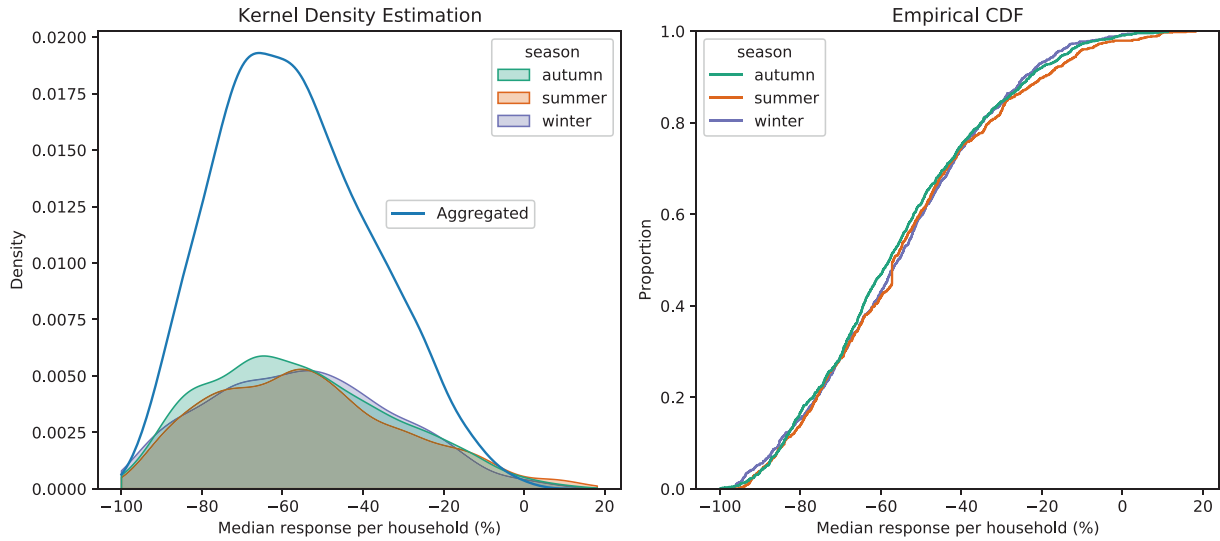 Kernel Density Estimation
0.0200
0.0175
0.0150
0.0125
0.0100
0.0075
0.0050
0.0025
0.0000
Density
season
autumn
summer
winter
Aggregated
−100 −80 −60 −40 −20 0 20
Median response per household (%)
Empirical CDF
1.0
0.8
0.6
0.4
0.2
0.0
Proportion
season
autumn
summer
winter
−100 −80 −60 −40 −20 0 20
Median response per household (%)